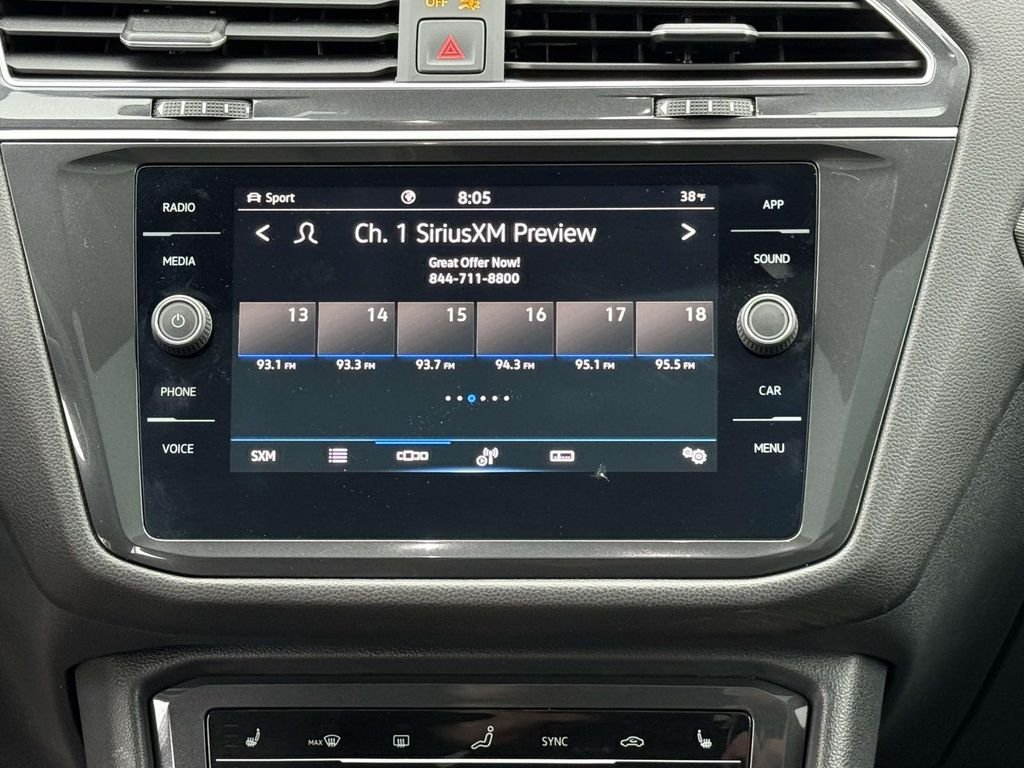 OFF
RADIO
MEDIA
PHONE
VOICE
Sport 8:05 38°F
< Ch. 1 SiriusXM Preview >
Great Offer Now!
844-711-8800
13 14 15 16 17 18
93.1 FM 93.3 FM 93.7 FM 94.3 FM 95.1 FM 95.5 FM
SXM
APP
SOUND
CAR
MENU
MAX SYNC